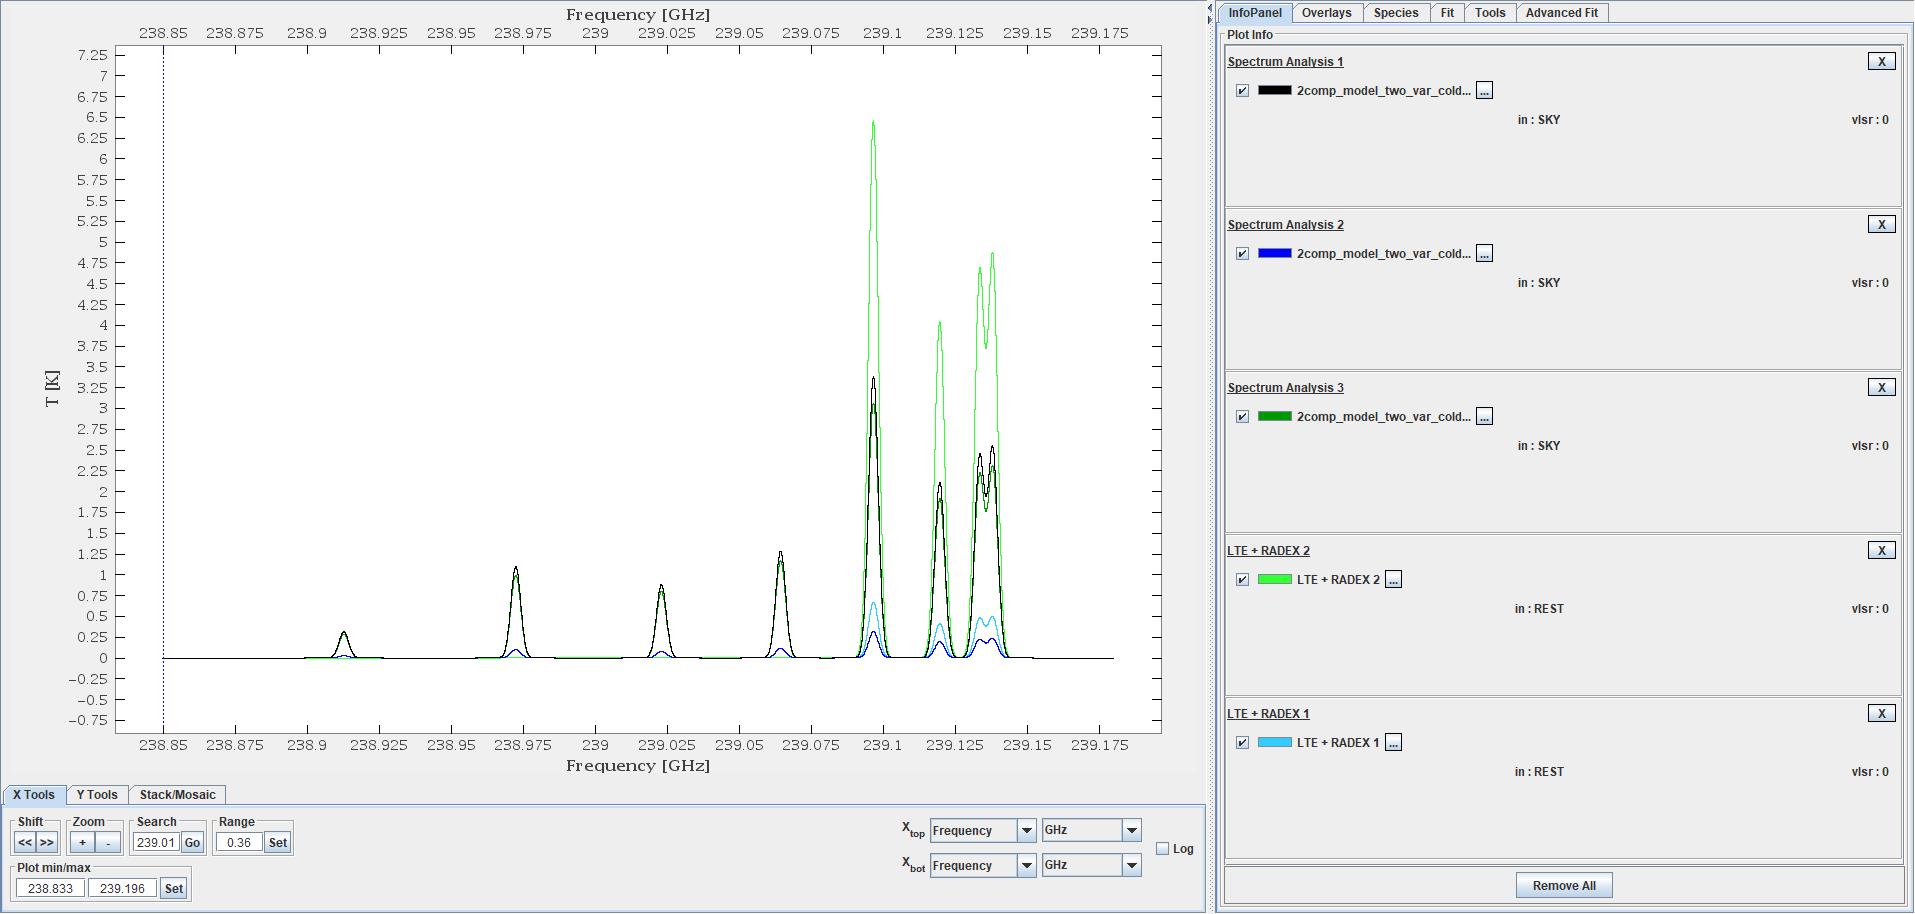 Frequency [GHz]
238.85 238.875 238.9 238.925 238.95 238.975 239 239.025 239.05 239.075 239.1 239.125 239.15 239.175
7.25
7
6.75
6.5
6.25
6
5.75
5.5
5.25
5
4.75
4.5
4.25
4
3.75
3.5
3.25
3
2.75
2.5
2.25
2
1.75
1.5
1.25
1
0.75
0.5
0.25
0
−0.25
−0.5
−0.75
T [K]
238.85 238.875 238.9 238.925 238.95 238.975 239 239.025 239.05 239.075 239.1 239.125 239.15 239.175
Frequency [GHz]
X Tools Y Tools Stack/Mosaic
Shift Zoom Search Range
<< >> + - 239.01 Go 0.36 Set
Plot min/max
238.833 239.196 Set
Xtop Frequency GHz
Xbot Frequency GHz
Log
InfoPanel Overlays Species Fit Tools Advanced Fit
Plot Info
Spectrum Analysis 1 X
2comp_model_two_var_cold... ...
in : SKY vlsr : 0
Spectrum Analysis 2 X
2comp_model_two_var_cold... ...
in : SKY vlsr : 0
Spectrum Analysis 3 X
2comp_model_two_var_cold... ...
in : SKY vlsr : 0
LTE + RADEX 2 X
LTE + RADEX 2 ...
in : REST vlsr : 0
LTE + RADEX 1 X
LTE + RADEX 1 ...
in : REST vlsr : 0
Remove All